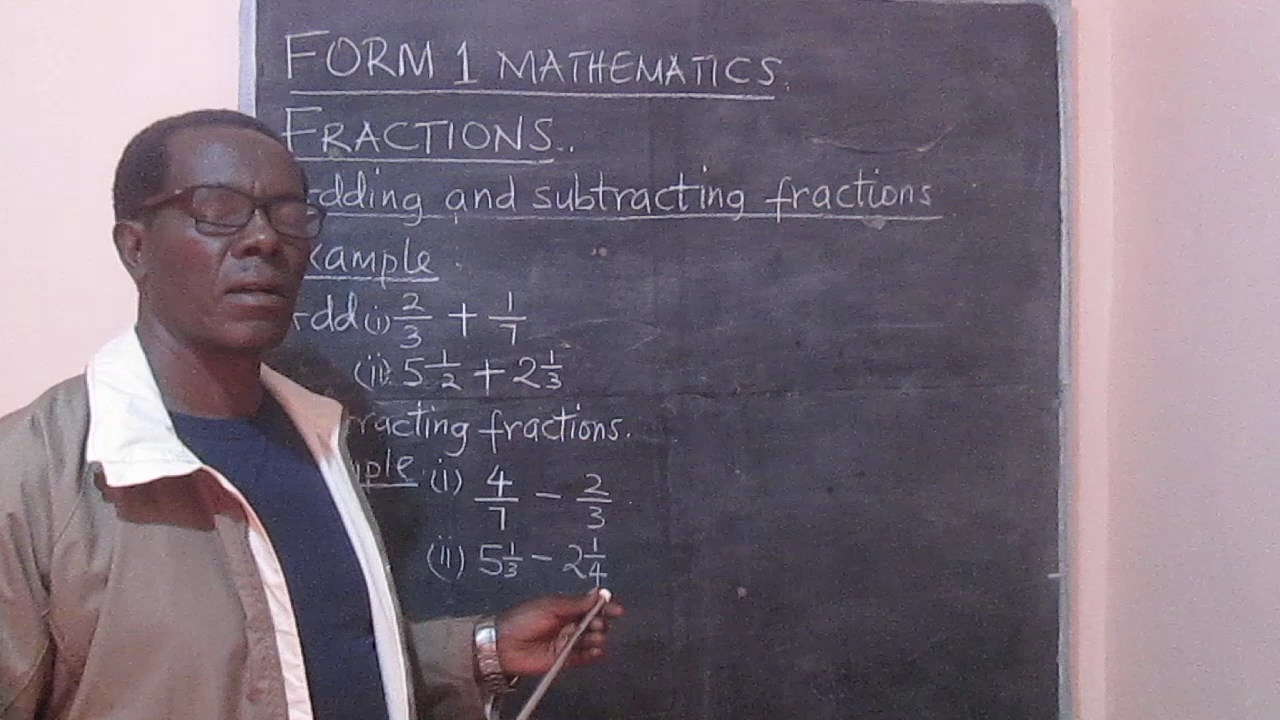 FORM 1 MATHEMATICS.
FRACTIONS..
dding and subtracting fractions
xample
dd (i) 2/3 + 1/7
(ii) 5 1/2 + 2 1/3
racting fractions.
mple (i) 4/7 - 2/3
(ii) 5 1/3 - 2 1/4